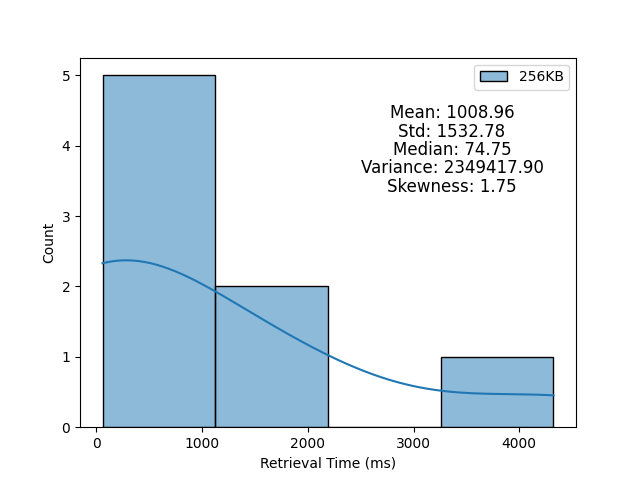 256KB
Mean: 1008.96
Std: 1532.78
Median: 74.75
Variance: 2349417.90
Skewness: 1.75
Count
5
4
3
2
1
0
0 1000 2000 3000 4000
Retrieval Time (ms)